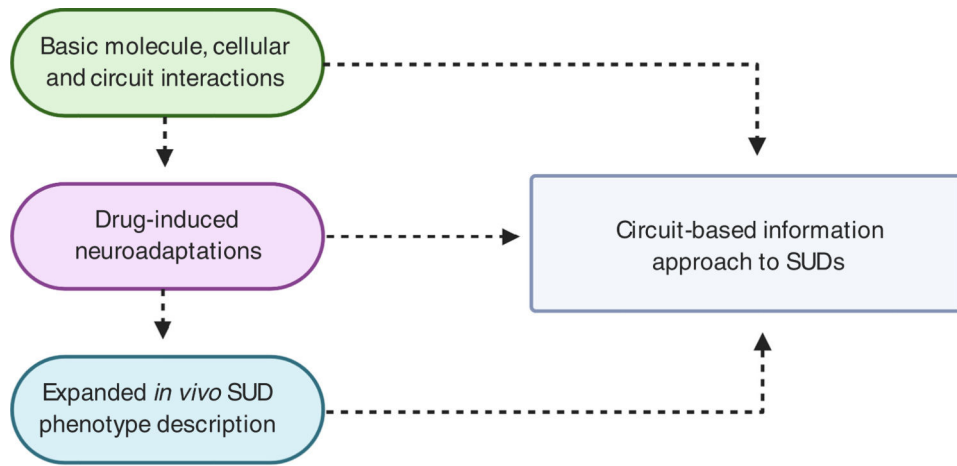 Basic molecule, cellular
and circuit interactions
Drug-induced
neuroadaptations
Circuit-based information
approach to SUDs
Expanded in vivo SUD
phenotype description